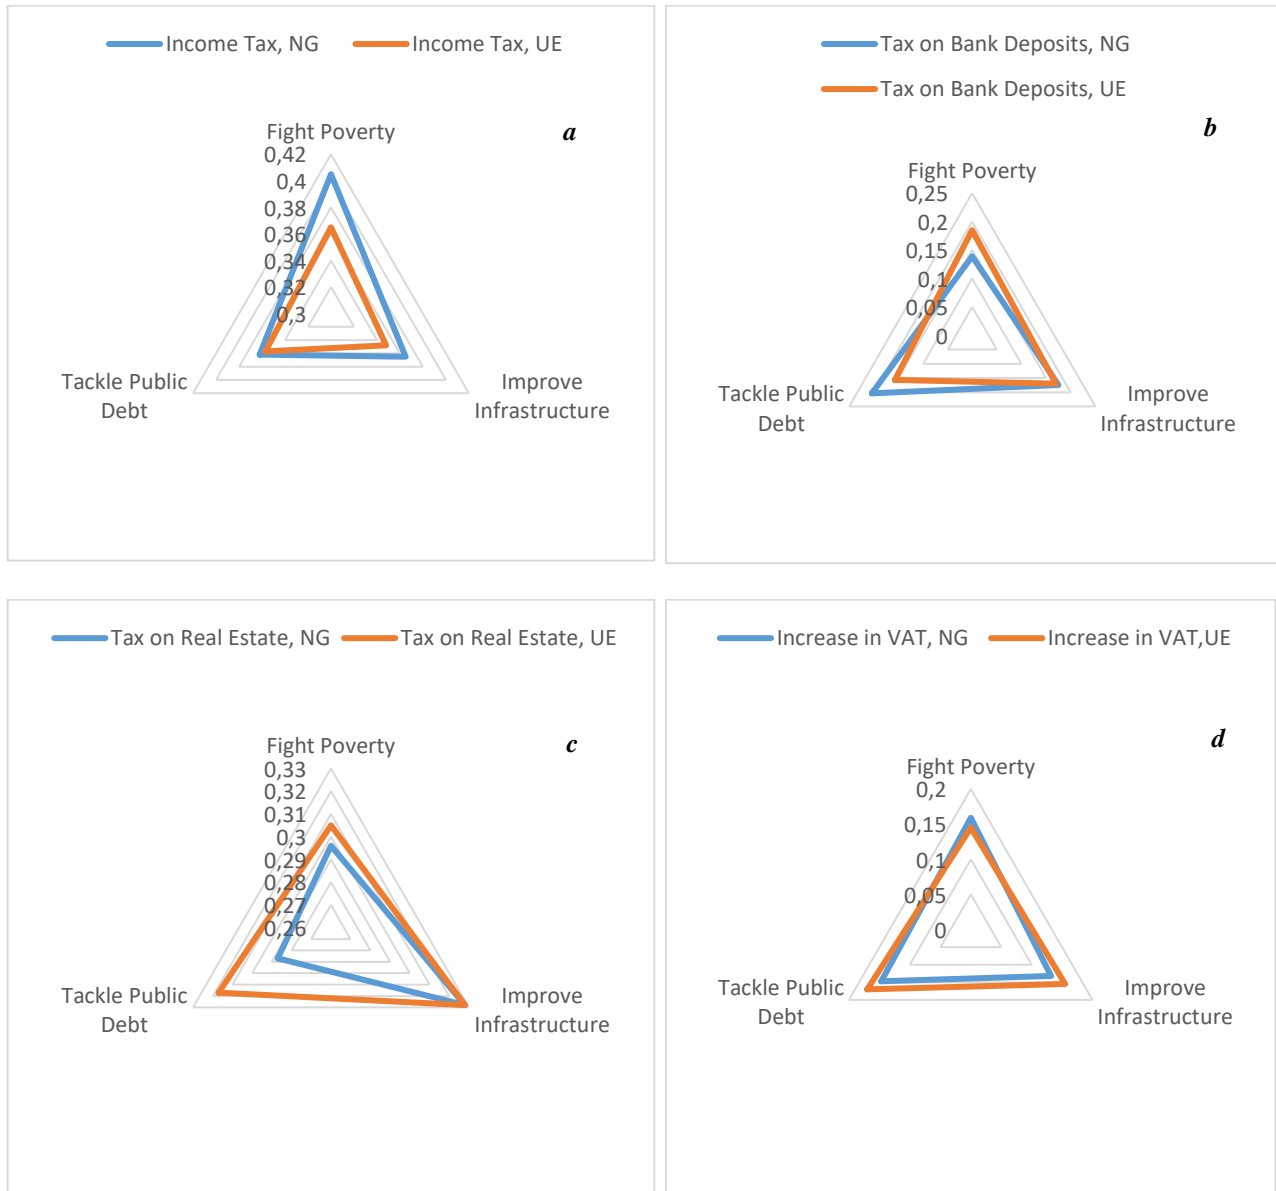 Income Tax, NG
Income Tax, UE
a
Fight Poverty
0,42
0,4
0,38
0,36
0,34
0,32
0,3
Tackle Public
Debt
Improve
Infrastructure
Tax on Bank Deposits, NG
Tax on Bank Deposits, UE
b
Fight Poverty
0,25
0,2
0,15
0,1
0,05
0
Tackle Public
Debt
Improve
Infrastructure
Tax on Real Estate, NG
Tax on Real Estate, UE
c
Fight Poverty
0,33
0,32
0,31
0,3
0,29
0,28
0,27
0,26
Tackle Public
Debt
Improve
Infrastructure
Increase in VAT, NG
Increase in VAT,UE
d
Fight Poverty
0,2
0,15
0,1
0,05
0
Tackle Public
Debt
Improve
Infrastructure